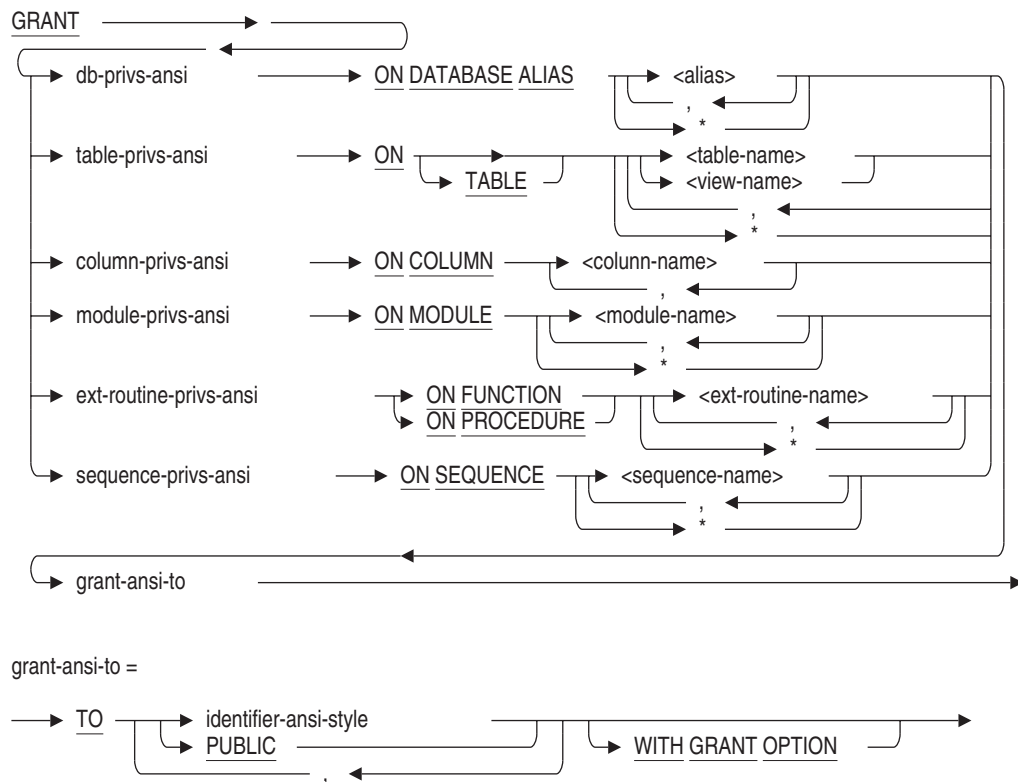 GRANT
db-privs-ansi ON DATABASE ALIAS <alias>
,
*
table-privs-ansi ON <table-name>
TABLE <view-name>
,
*
column-privs-ansi ON COLUMN <colunn-name>
,
module-privs-ansi ON MODULE <module-name>
,
*
ext-routine-privs-ansi ON FUNCTION <ext-routine-name>
ON PROCEDURE ,
*
sequence-privs-ansi ON SEQUENCE <sequence-name>
,
*
grant-ansi-to
grant-ansi-to =
TO identifier-ansi-style
PUBLIC WITH GRANT OPTION
,